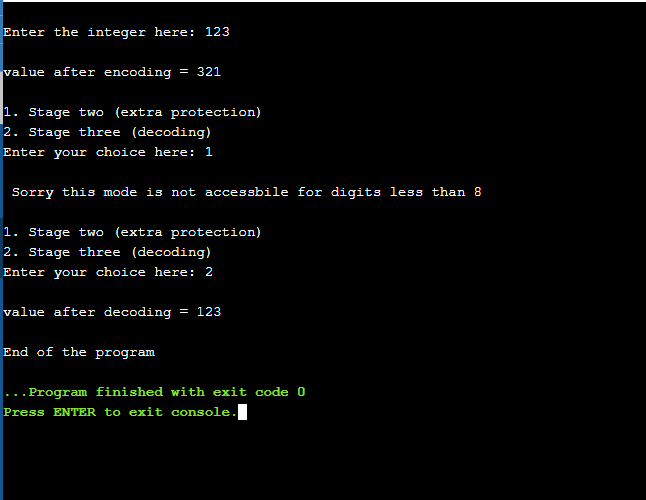 Enter the integer here: 123
value after encoding = 321
1. Stage two (extra protection)
2. Stage three (decoding)
Enter your choice here: 1
Sorry this mode is not accessbile for digits less than 8
1. Stage two (extra protection)
2. Stage three (decoding)
Enter your choice here: 2
value after decoding = 123
End of the program
...Program finished with exit code 0
Press ENTER to exit console.